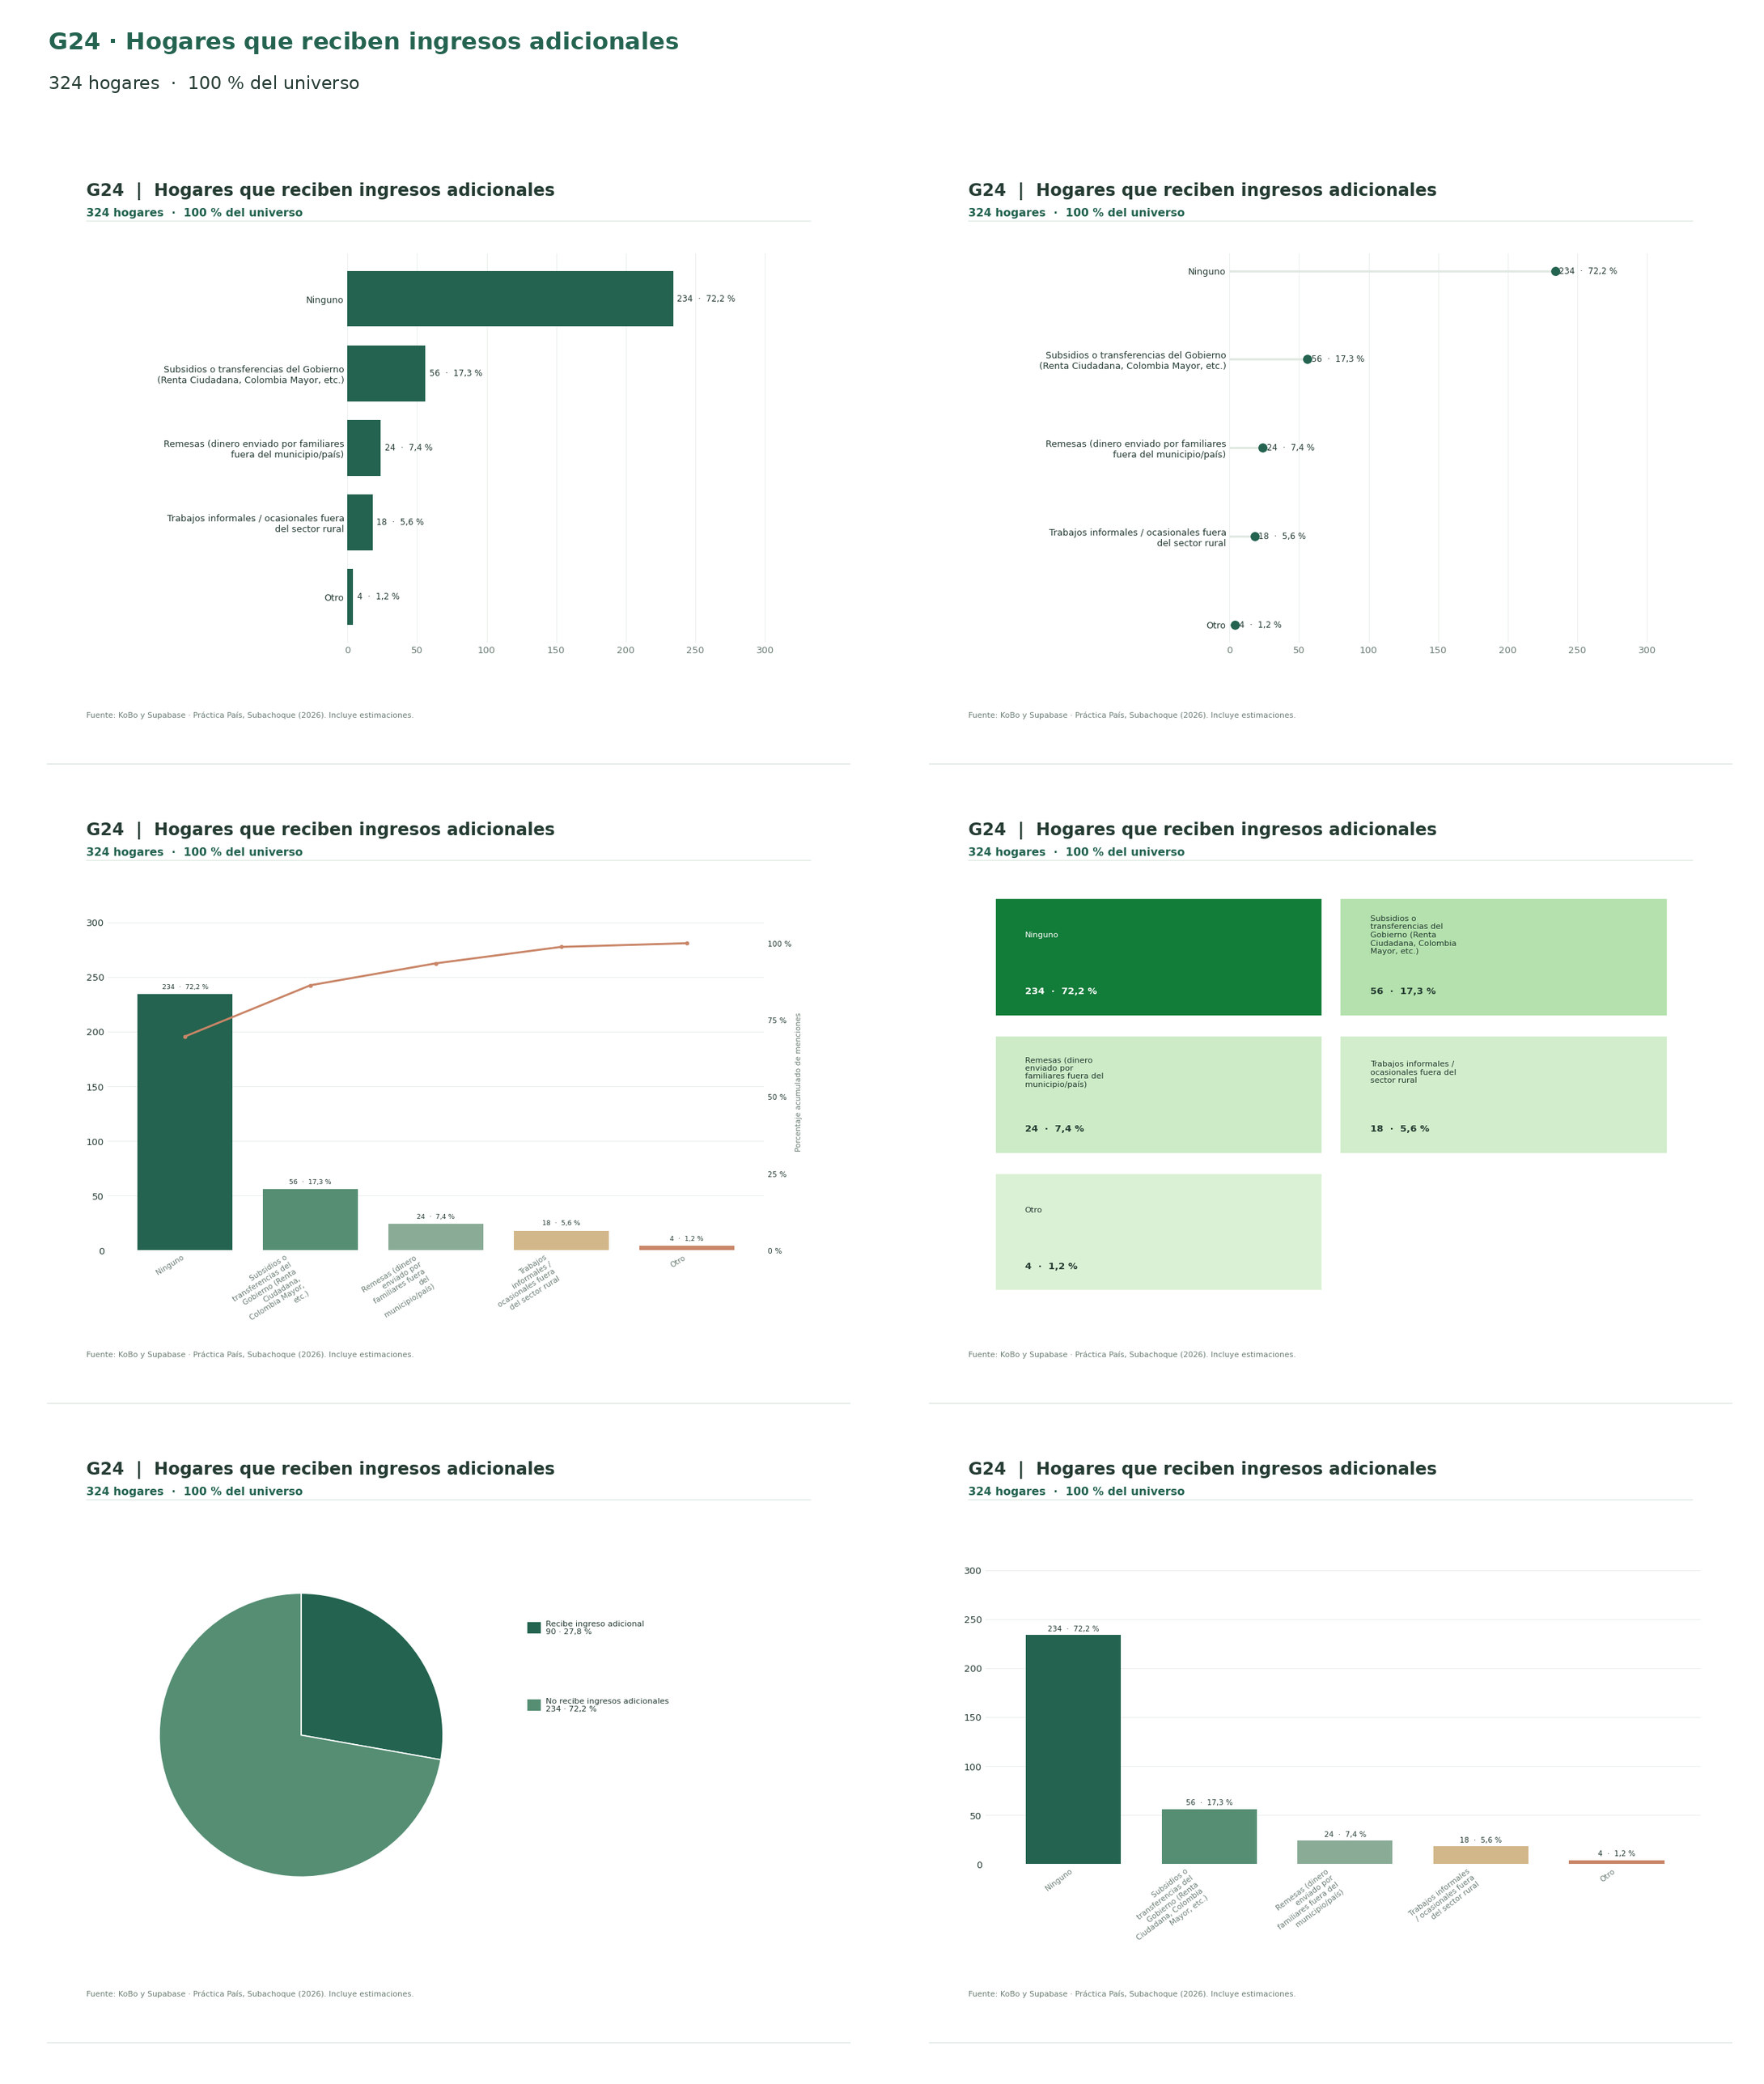 G24 · Hogares que reciben ingresos adicionales
324 hogares · 100 % del universo
G24 | Hogares que reciben ingresos adicionales
324 hogares · 100 % del universo
Ninguno
234 · 72,2 %
Subsidios o transferencias del Gobierno
(Renta Ciudadana, Colombia Mayor, etc.)
56 · 17,3 %
Remesas (dinero enviado por familiares
fuera del municipio/país)
24 · 7,4 %
Trabajos informales / ocasionales fuera
del sector rural
18 · 5,6 %
Otro
4 · 1,2 %
0 50 100 150 200 250 300
Fuente: KoBo y Supabase · Práctica País, Subachoque (2026). Incluye estimaciones.
G24 | Hogares que reciben ingresos adicionales
324 hogares · 100 % del universo
Ninguno
234 · 72,2 %
Subsidios o transferencias del Gobierno
(Renta Ciudadana, Colombia Mayor, etc.)
56 · 17,3 %
Remesas (dinero enviado por familiares
fuera del municipio/país)
24 · 7,4 %
Trabajos informales / ocasionales fuera
del sector rural
18 · 5,6 %
Otro
4 · 1,2 %
0 50 100 150 200 250 300
Fuente: KoBo y Supabase · Práctica País, Subachoque (2026). Incluye estimaciones.
G24 | Hogares que reciben ingresos adicionales
324 hogares · 100 % del universo
300
250
200
150
100
50
0
234 · 72,2 %
56 · 17,3 %
24 · 7,4 %
18 · 5,6 %
4 · 1,2 %
100 %
75 %
50 %
25 %
0 %
Porcentaje acumulado de menciones
Ninguno
Subsidios o
transferencias del
Gobierno (Renta
Ciudadana,
Colombia Mayor,
etc.)
Remesas (dinero
enviado por
familiares fuera
del
municipio/país)
Trabajos
informales /
ocasionales fuera
del sector rural
Otro
Fuente: KoBo y Supabase · Práctica País, Subachoque (2026). Incluye estimaciones.
G24 | Hogares que reciben ingresos adicionales
324 hogares · 100 % del universo
Ninguno
234 · 72,2 %
Subsidios o
transferencias del
Gobierno (Renta
Ciudadana, Colombia
Mayor, etc.)
56 · 17,3 %
Remesas (dinero
enviado por
familiares fuera del
municipio/país)
24 · 7,4 %
Trabajos informales /
ocasionales fuera del
sector rural
18 · 5,6 %
Otro
4 · 1,2 %
Fuente: KoBo y Supabase · Práctica País, Subachoque (2026). Incluye estimaciones.
G24 | Hogares que reciben ingresos adicionales
324 hogares · 100 % del universo
Recibe ingreso adicional
90 · 27,8 %
No recibe ingresos adicionales
234 · 72,2 %
Fuente: KoBo y Supabase · Práctica País, Subachoque (2026). Incluye estimaciones.
G24 | Hogares que reciben ingresos adicionales
324 hogares · 100 % del universo
300
250
200
150
100
50
0
234 · 72,2 %
56 · 17,3 %
24 · 7,4 %
18 · 5,6 %
4 · 1,2 %
Ninguno
Subsidios o
transferencias del
Gobierno (Renta
Ciudadana, Colombia
Mayor, etc.)
Remesas (dinero
enviado por
familiares fuera del
municipio/país)
Trabajos informales
/ ocasionales fuera
del sector rural
Otro
Fuente: KoBo y Supabase · Práctica País, Subachoque (2026). Incluye estimaciones.